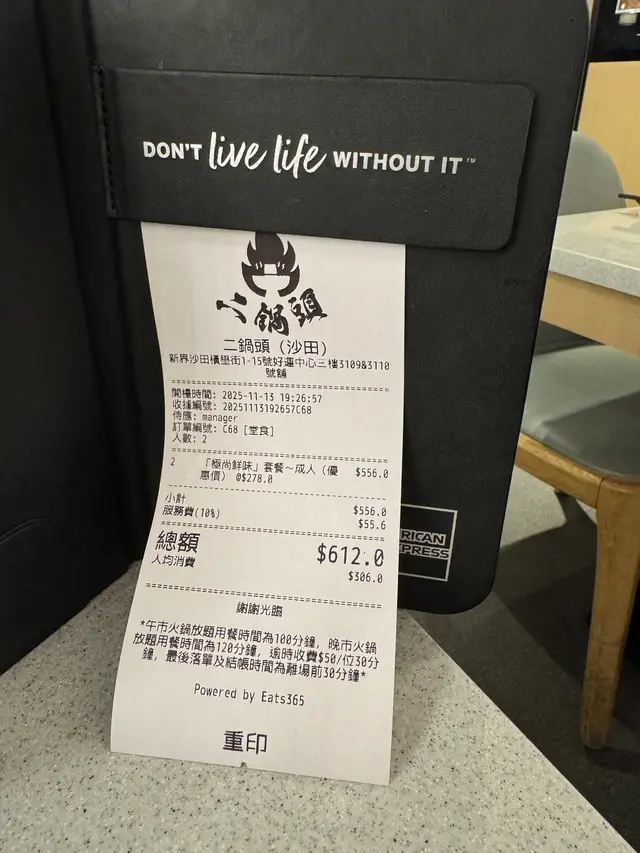 DON'T live life WITHOUT IT™
二鍋頭
二鍋頭 (沙田)
新界沙田橫壆街1-15號好運中心三樓3109&3110
號舖
開檯時間: 2025-11-13 19:26:57
收據編號: 20251113192657C68
侍應: manager
訂單編號: C68 [堂食]
人數: 2
2 「極尚鮮味」套餐～成人（優 $556.0
惠價） @$278.0
小計 $556.0
服務費(10%) $55.6
總額 $612.0
人均消費 $306.0
謝謝光臨
*午市火鍋放題用餐時間為100分鐘, 晚市火鍋
放題用餐時間為120分鐘, 逾時收費$50/位30分
鐘, 最後落單及結帳時間為離場前30分鐘*
Powered by Eats365
重印
RICAN
PRESS